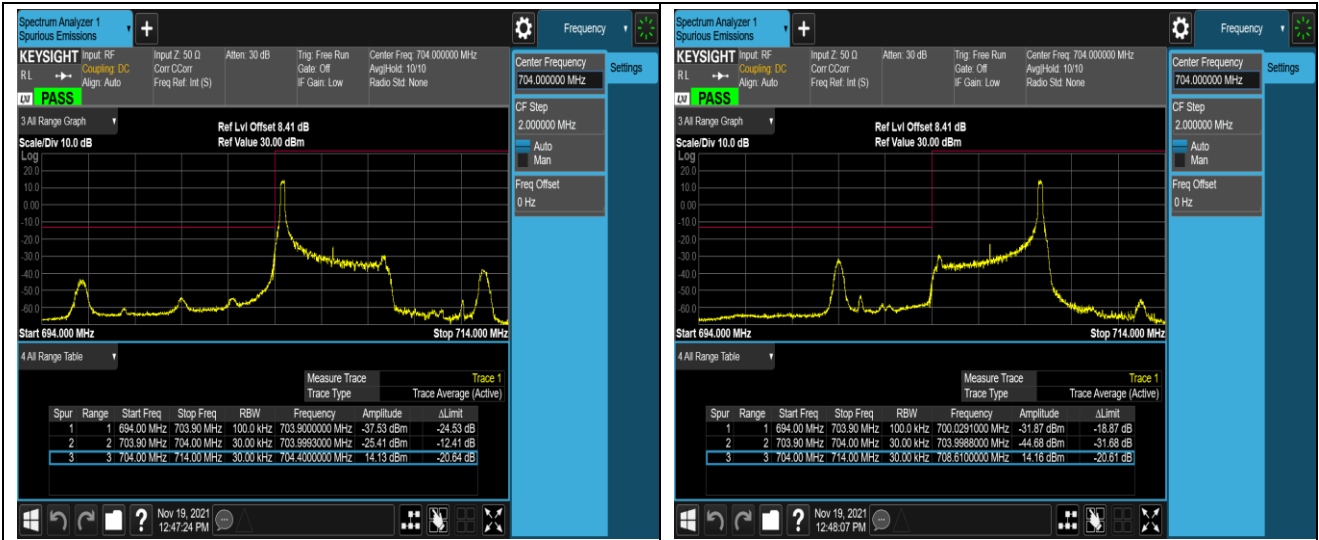 Spectrum Analyzer 1
Spurious Emissions
Frequency
KEYSIGHT Input: RF Input Z: 50 Ω Atten: 30 dB Trig: Free Run Center Freq: 704.000000 MHz
Coupling: DC Corr CCorr Gate: Off Avg|Hold: 10/10
R L Align: Auto Freq Ref: Int (S) IF Gain: Low Radio Std: None
PASS
Center Frequency
704.000000 MHz
Settings
CF Step
2.000000 MHz
Auto
Man
Freq Offset
0 Hz
3 All Range Graph
Ref Lvl Offset 8.41 dB
Scale/Div 10.0 dB Ref Value 30.00 dBm
Log
20.0
10.0
0.00
-10.0
-20.0
-30.0
-40.0
-50.0
-60.0
Start 694.000 MHz Stop 714.000 MHz
4 All Range Table
Measure Trace Trace 1
Trace Type Trace Average (Active)
Spur Range Start Freq Stop Freq RBW Frequency Amplitude ΔLimit
1 1 694.00 MHz 703.90 MHz 100.0 kHz 703.9000000 MHz -37.53 dBm -24.53 dB
2 2 703.90 MHz 704.00 MHz 30.00 kHz 703.9993000 MHz -25.41 dBm -12.41 dB
3 3 704.00 MHz 714.00 MHz 30.00 kHz 704.4000000 MHz 14.13 dBm -20.64 dB
?
Nov 19, 2021
12:47:24 PM
Spectrum Analyzer 1
Spurious Emissions
Frequency
KEYSIGHT Input: RF Input Z: 50 Ω Atten: 30 dB Trig: Free Run Center Freq: 704.000000 MHz
Coupling: DC Corr CCorr Gate: Off Avg|Hold: 10/10
R L Align: Auto Freq Ref: Int (S) IF Gain: Low Radio Std: None
PASS
Center Frequency
704.000000 MHz
Settings
CF Step
2.000000 MHz
Auto
Man
Freq Offset
0 Hz
3 All Range Graph
Ref Lvl Offset 8.41 dB
Scale/Div 10.0 dB Ref Value 30.00 dBm
Log
20.0
10.0
0.00
-10.0
-20.0
-30.0
-40.0
-50.0
-60.0
Start 694.000 MHz Stop 714.000 MHz
4 All Range Table
Measure Trace Trace 1
Trace Type Trace Average (Active)
Spur Range Start Freq Stop Freq RBW Frequency Amplitude ΔLimit
1 1 694.00 MHz 703.90 MHz 100.0 kHz 700.0291000 MHz -31.87 dBm -18.87 dB
2 2 703.90 MHz 704.00 MHz 30.00 kHz 703.9988000 MHz -44.68 dBm -31.68 dB
3 3 704.00 MHz 714.00 MHz 30.00 kHz 708.6100000 MHz 14.16 dBm -20.61 dB
?
Nov 19, 2021
12:48:07 PM